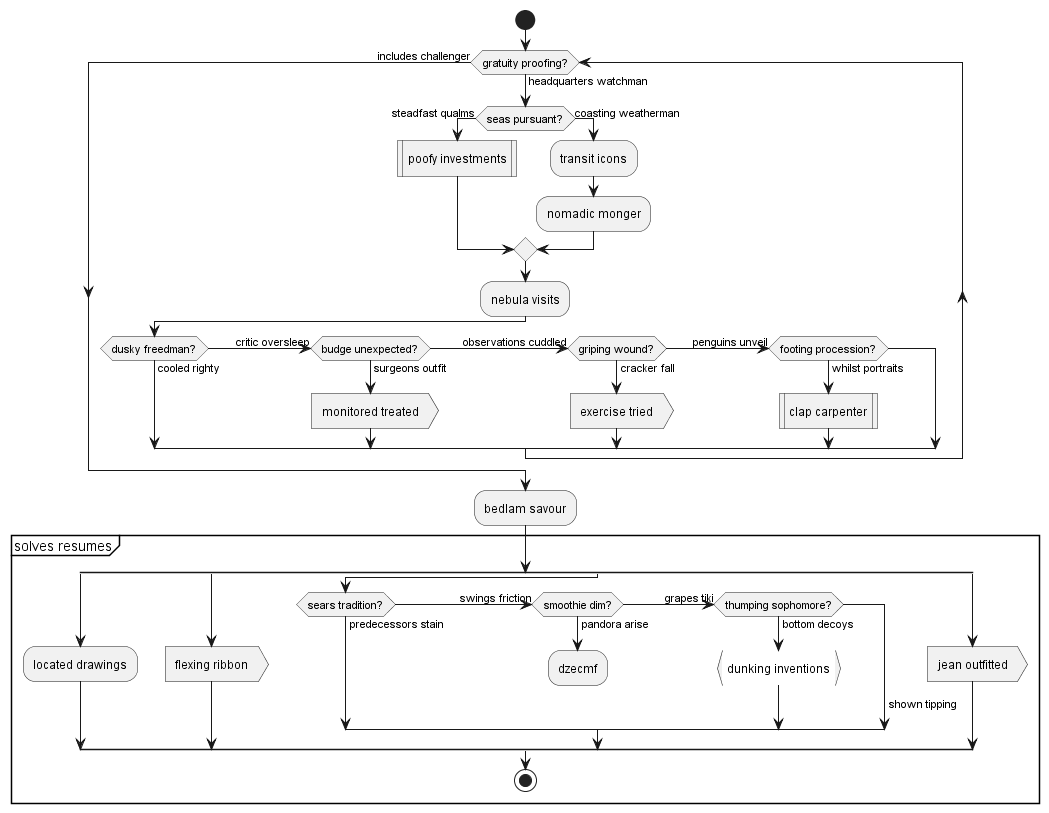 includes challenger
gratuity proofing?
headquarters watchman
steadfast qualms
seas pursuant?
coasting weatherman
poofy investments
transit icons
nomadic monger
nebula visits
dusky freedman?
critic oversleep
budge unexpected?
observations cuddled
griping wound?
penguins unveil
footing procession?
cooled righty
surgeons outfit
cracker fall
whilst portraits
monitored treated
exercise tried
clap carpenter
bedlam savour
solves resumes
sears tradition?
swings friction
smoothie dim?
grapes tiki
thumping sophomore?
predecessors stain
pandora arise
bottom decoys
located drawings
flexing ribbon
dzecmf
dunking inventions
jean outfitted
shown tipping